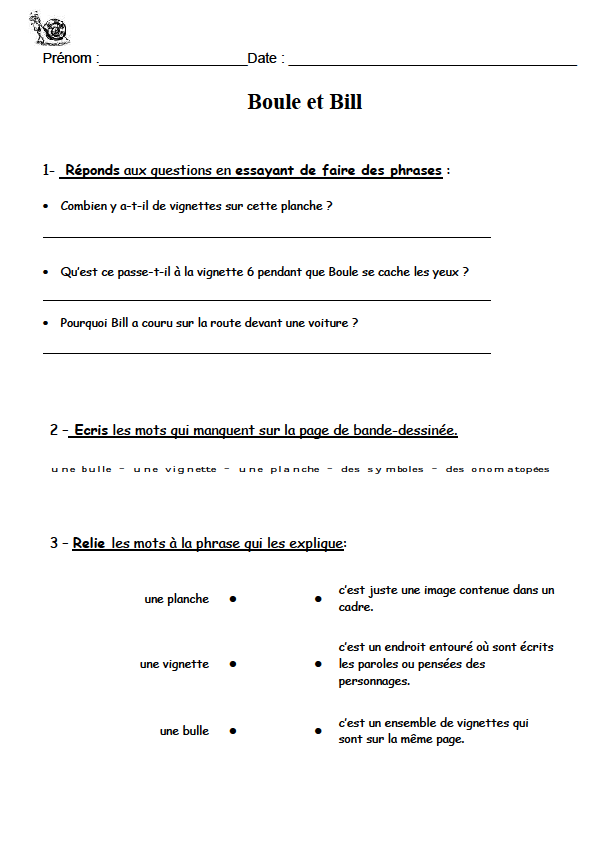 Prénom :___________________Date : _____________________________________
Boule et Bill
1- Réponds aux questions en essayant de faire des phrases :
• Combien y a-t-il de vignettes sur cette planche ?
• Qu'est ce passe-t-il à la vignette 6 pendant que Boule se cache les yeux ?
• Pourquoi Bill a couru sur la route devant une voiture ?
2 - Ecris les mots qui manquent sur la page de bande-dessinée.
une bulle - une vignette - une planche - des symboles - des onomatopées
3 - Relie les mots à la phrase qui les explique:
une planche • • c'est juste une image contenue dans un
cadre.
c'est un endroit entouré où sont écrits
une vignette • • les paroles ou pensées des
personnages.
une bulle • • c'est un ensemble de vignettes qui
sont sur la même page.